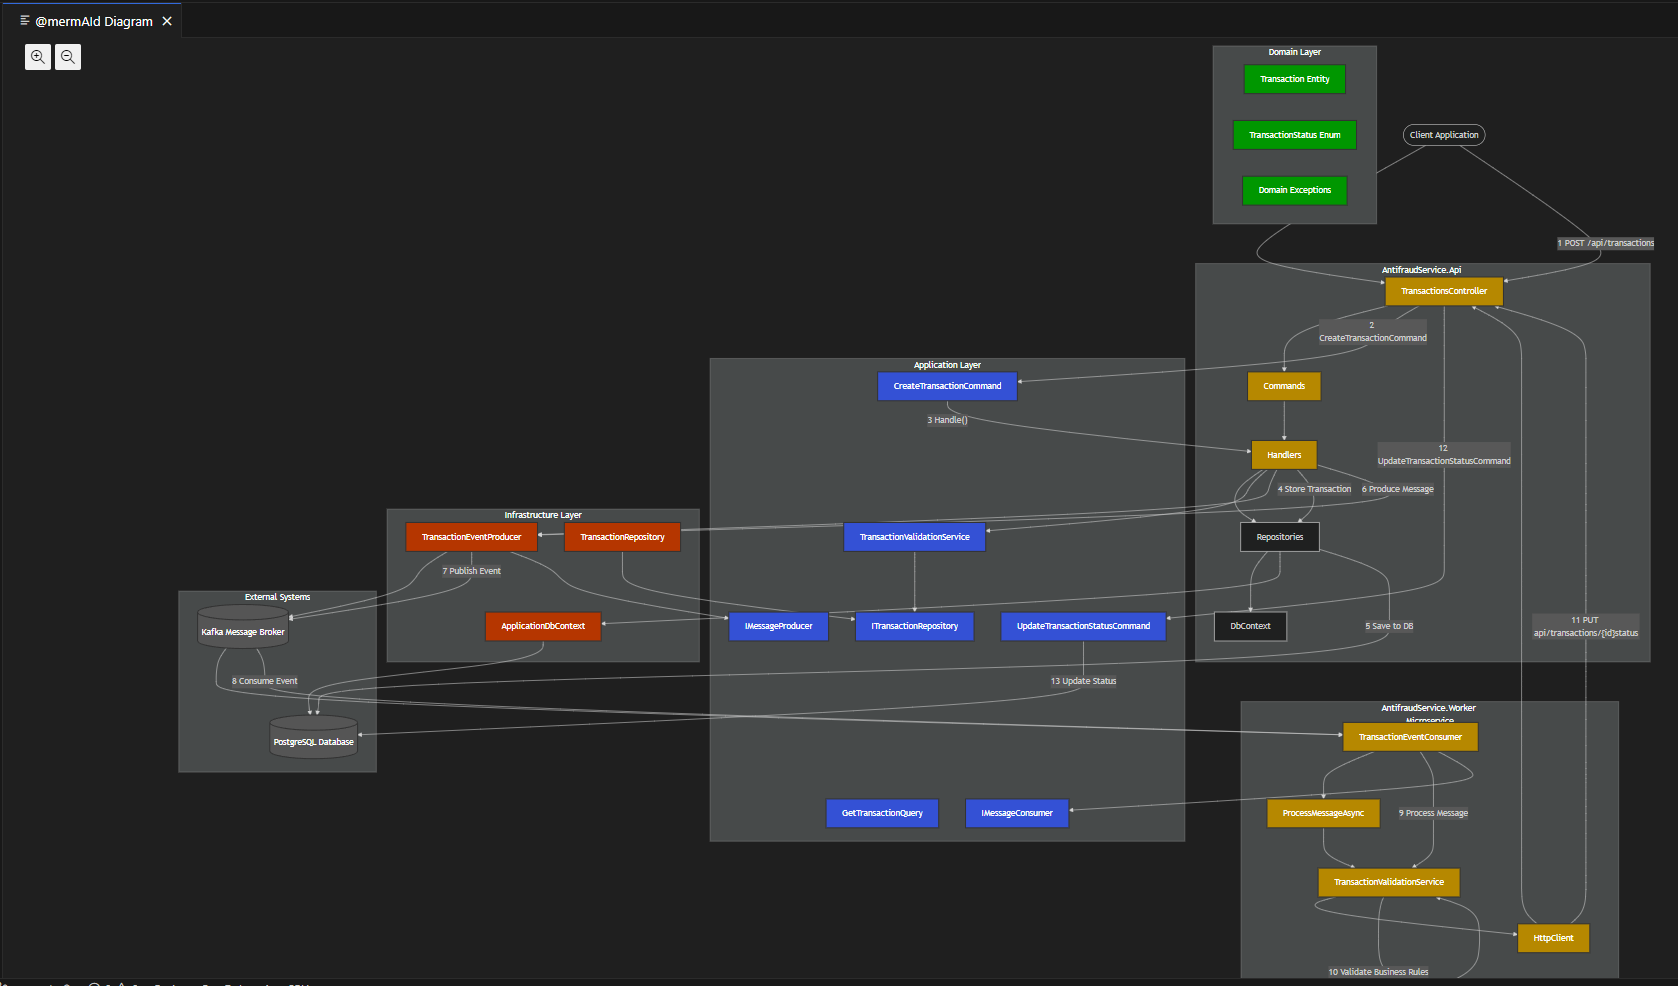 @mermAId Diagram
Domain Layer
Transaction Entity
TransactionStatus Enum
Domain Exceptions
Client Application
1 POST /api/transactions
AntifraudService.Api
TransactionsController
2
CreateTransactionCommand
Commands
Handlers
12
UpdateTransactionStatusCommand
4 Store Transaction
6 Produce Message
Repositories
DbContext
5 Save to DB
11 PUT
api/transactions/{id}status
Application Layer
CreateTransactionCommand
3 Handle()
TransactionValidationService
IMessageProducer
ITransactionRepository
UpdateTransactionStatusCommand
13 Update Status
GetTransactionQuery
IMessageConsumer
Infrastructure Layer
TransactionEventProducer
TransactionRepository
7 Publish Event
ApplicationDbContext
External Systems
Kafka Message Broker
8 Consume Event
PostgreSQL Database
AntifraudService.Worker
Microservice
TransactionEventConsumer
ProcessMessageAsync
9 Process Message
TransactionValidationService
HttpClient
10 Validate Business Rules